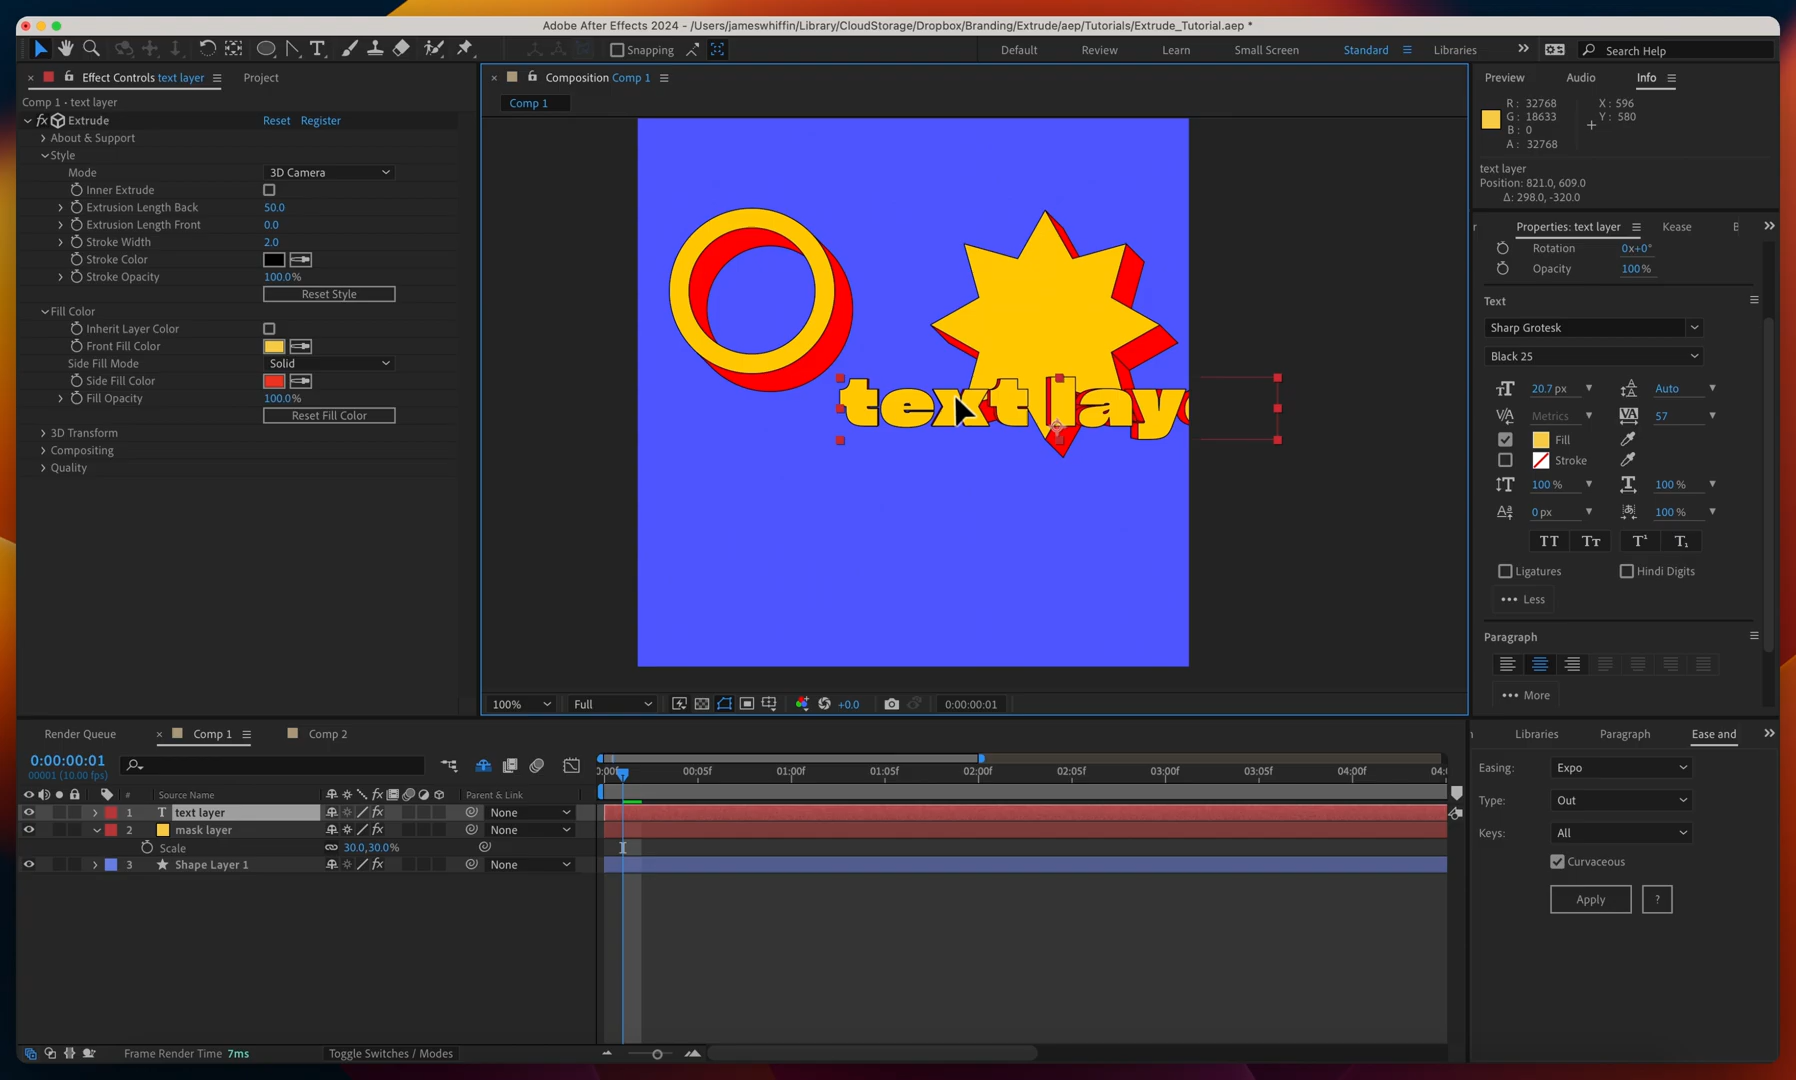 Adobe After Effects 2024 - /Users/jameswhiffin/Library/CloudStorage/Dropbox/Branding/Extrude/aep/Tutorials/Extrude_Tutorial.aep *
Snapping
Default
Review
Learn
Small Screen
Standard
Libraries
Search Help
Effect Controls text layer
Project
Comp 1 • text layer
fx Extrude
Reset
Register
About & Support
Style
Mode
3D Camera
Inner Extrude
Extrusion Length Back
50.0
Extrusion Length Front
0.0
Stroke Width
2.0
Stroke Color
Stroke Opacity
100.0%
Reset Style
Fill Color
Inherit Layer Color
Front Fill Color
Side Fill Mode
Solid
Side Fill Color
Fill Opacity
100.0%
Reset Fill Color
3D Transform
Compositing
Quality
Composition Comp 1
Comp 1
text laye
100%
Full
+0.0
0:00:00:01
Preview
Audio
Info
R: 32768
G: 18633
B: 0
A: 32768
X: 596
Y: 580
text layer
Position: 821.0, 609.0
Δ: 298.0, -320.0
Properties: text layer
Kease
Rotation
0x+0°
Opacity
100 %
Text
Sharp Grotesk
Black 25
20.7 px
Auto
Metrics
57
Fill
Stroke
100 %
100 %
0 px
100 %
Ligatures
Hindi Digits
Less
Paragraph
More
Render Queue
Comp 1
Comp 2
0:00:00:01
00001 (10.00 fps)
# Source Name
Parent & Link
1 text layer
None
2 mask layer
None
Scale
30.0,30.0%
3 Shape Layer 1
None
0:00f
00:05f
01:00f
01:05f
02:00f
02:05f
03:00f
03:05f
04:00f
04:
Frame Render Time 7ms
Toggle Switches / Modes
Libraries
Paragraph
Ease and
Easing:
Expo
Type:
Out
Keys:
All
Curvaceous
Apply
?